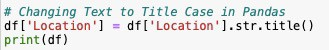 # Changing Text to Title Case in Pandas
df['Location'] = df['Location'].str.title()
print(df)